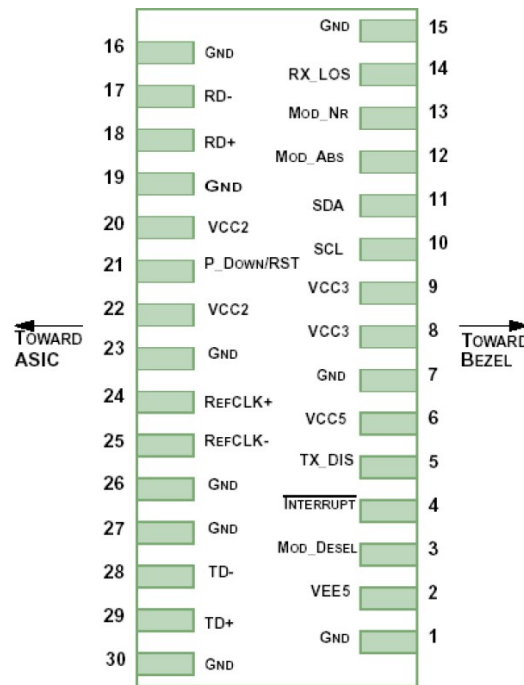 GND 15
16 GND
RX_LOS 14
17 RD-
MOD_NR 13
18 RD+
MOD_ABS 12
19 GND
SDA 11
20 VCC2
SCL 10
21 P_DOWN/RST
VCC3 9
22 VCC2
VCC3 8
TOWARD ASIC
TOWARD BEZEL
23 GND
GND 7
24 REFCLK+
VCC5 6
25 REFCLK-
TX_DIS 5
26 GND
INTERRUPT 4
27 GND
MOD_DESEL 3
28 TD-
VEE5 2
29 TD+
GND 1
30 GND